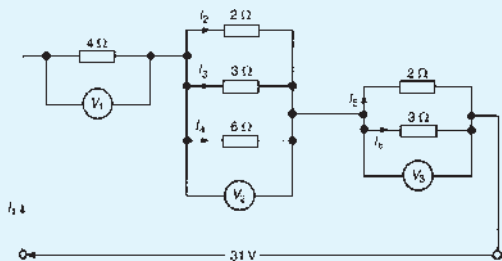 I₂ 2 Ω
4 Ω
I₃ 3 Ω 2 Ω
V₁ I₅
I₄ 6 Ω 3 Ω
I₆
V₂ V₃
I₁
31 V